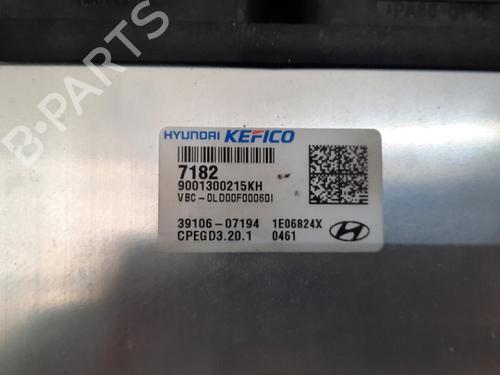 HYUNDAI KEFICO
7182
9001300215KH
VBC-0LD00F00060I
39106-07194 1E06824X
CPEGD3.20.1 0461
B-PARTS